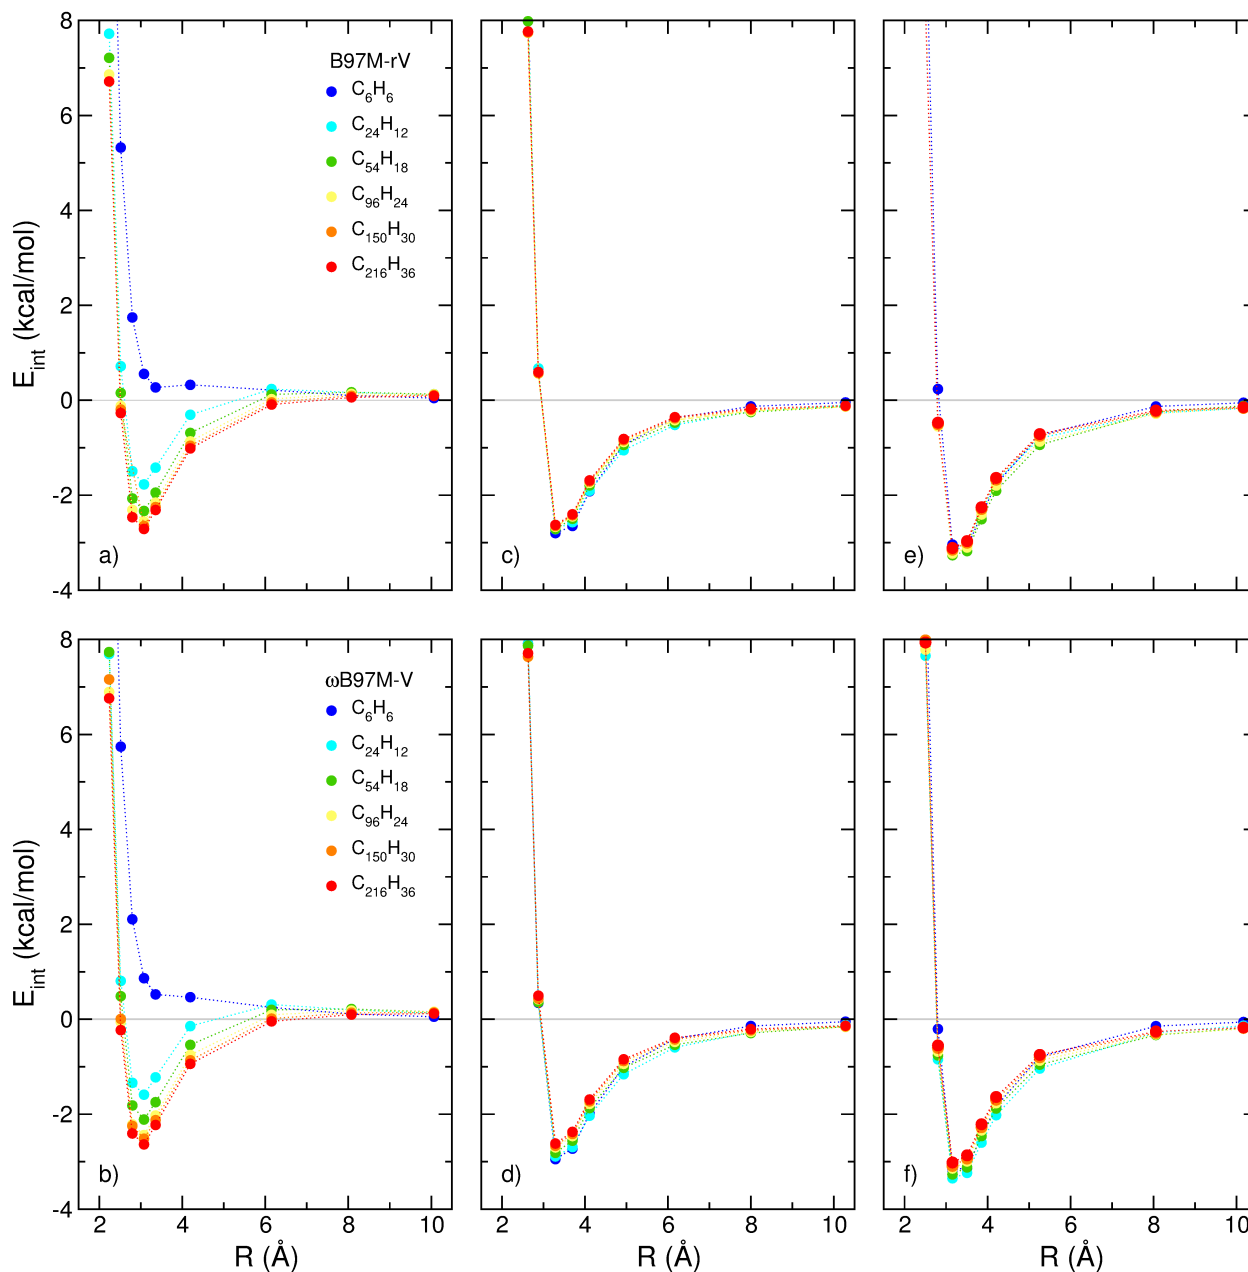 8
6
4
2
0
-2
-4
E_int (kcal/mol)
B97M-rV
C6H6
C24H12
C54H18
C96H24
C150H30
C216H36
a)
c)
e)
8
6
4
2
0
-2
-4
E_int (kcal/mol)
ωB97M-V
C6H6
C24H12
C54H18
C96H24
C150H30
C216H36
b)
d)
f)
2 4 6 8 10
2 4 6 8 10
2 4 6 8 10
R (Å)
R (Å)
R (Å)